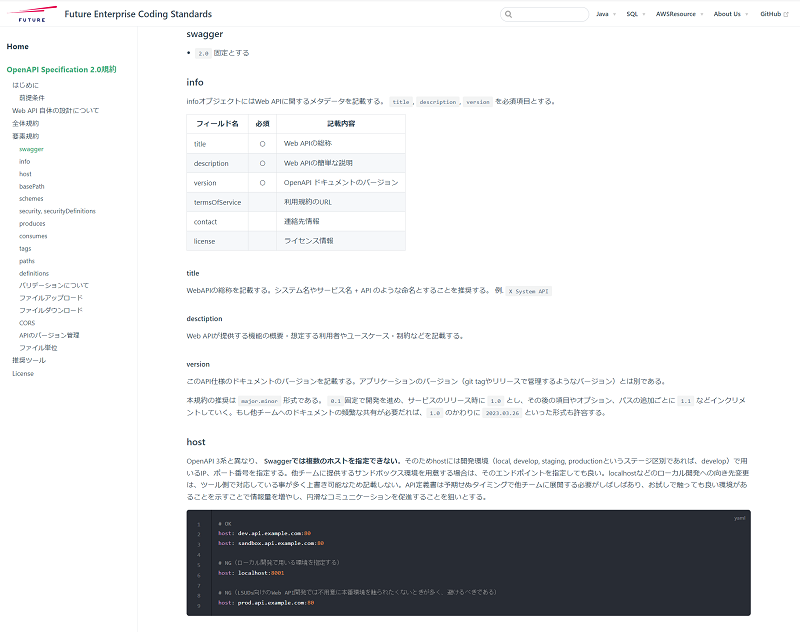 FUTURE
Future Enterprise Coding Standards
Java
SQL
AWSResource
About Us
GitHub
Home
OpenAPI Specification 2.0規約
はじめに
前提条件
Web API 自体の設計について
全体規約
要素規約
swagger
info
host
basePath
schemes
security, securityDefinitions
produces
consumes
tags
paths
definitions
バリデーションについて
ファイルアップロード
ファイルダウンロード
CORS
APIのバージョン管理
ファイル単位
推奨ツール
License
swagger
• 2.0 固定とする
info
infoオブジェクトにはWeb APIに関するメタデータを記載する。 title , description , version を必須項目とする。
フィールド名 必須 記載内容
title ○ Web APIの総称
description ○ Web APIの簡単な説明
version ○ OpenAPI ドキュメントのバージョン
termsOfService 利用規約のURL
contact 連絡先情報
license ライセンス情報
title
WebAPIの総称を記載する。システム名やサービス名 + API のような命名とすることを推奨する。 例. X System API
desctiption
Web APIが提供する機能の概要・想定する利用者やユースケース・制約などを記載する。
version
このAPI仕様のドキュメントのバージョンを記載する。アプリケーションのバージョン（git tagやリリースで管理するようなバージョン）とは別である。
本規約の推奨は major.minor 形式である。 0.1 固定で開発を進め、サービスのリリース時に 1.0 とし、その後の項目やオプション、パスの追加ごとに 1.1 などインクリメ
ントしていく。もし他チームへのドキュメントの頻繁な共有が必要だれば、 1.0 のかわりに 2023.03.26 といった形式も許容する。
host
OpenAPI 3系と異なり、 Swaggerでは複数のホストを指定できない。そのためhostには開発環境（local, develop, staging, productionというステージ区別であれば、develop）で用
いるIP、ポート番号を指定する。他チームに提供するサンドボックス環境を用意する場合は、そのエンドポイントを指定しても良い。localhostなどのローカル開発への向き先変更
は、ツール側で対応している事が多く上書き可能なため記載しない。API定義書は予期せぬタイミングで他チームに展開する必要がしばしばあり、お試しで触っても良い環境があ
ることを示すことで情報量を増やし、円滑なコミュニケーションを促進することを狙いとする。
yaml
1 # OK
2 host: dev.api.example.com:80
3 host: sandbox.api.example.com:80
4
5 # NG（ローカル開発で用いる環境を指定する）
6 host: localhost:8001
7
8 # NG（LSUDs向けのWeb API開発では不用意に本番環境を触られたくないときが多く、避けるべきである）
9 host: prod.api.example.com:80